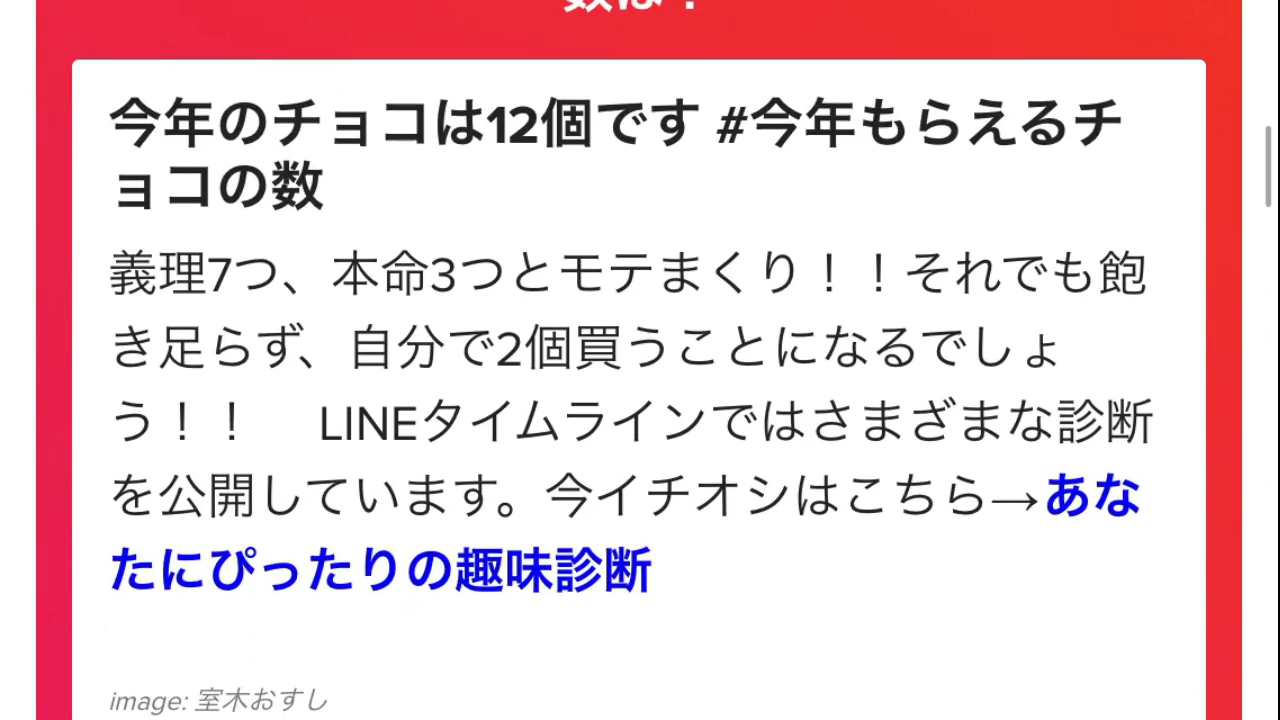 数は？
今年のチョコは12個です #今年もらえるチ
ョコの数
義理7つ、本命3つとモテまくり！！それでも飽
き足らず、自分で2個買うことになるでしょ
う！！　LINEタイムラインではさまざまな診断
を公開しています。今イチオシはこちら→あな
たにぴったりの趣味診断
image: 室木おすし